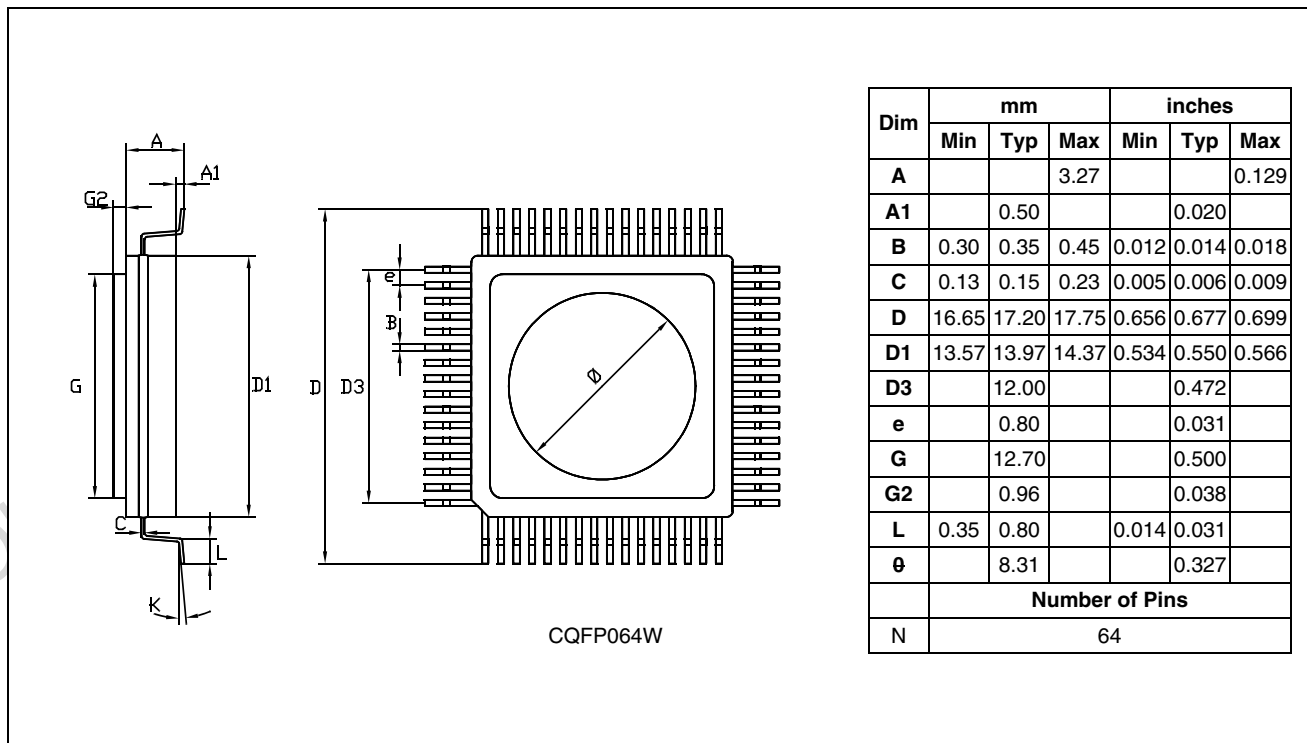 A
A1
G2
G
D1
C
L
K
D
D3
e
B
Ø
CQFP064W
Dim mm inches
Min Typ Max Min Typ Max
A 3.27 0.129
A1 0.50 0.020
B 0.30 0.35 0.45 0.012 0.014 0.018
C 0.13 0.15 0.23 0.005 0.006 0.009
D 16.65 17.20 17.75 0.656 0.677 0.699
D1 13.57 13.97 14.37 0.534 0.550 0.566
D3 12.00 0.472
e 0.80 0.031
G 12.70 0.500
G2 0.96 0.038
L 0.35 0.80 0.014 0.031
0 8.31 0.327
Number of Pins
N 64